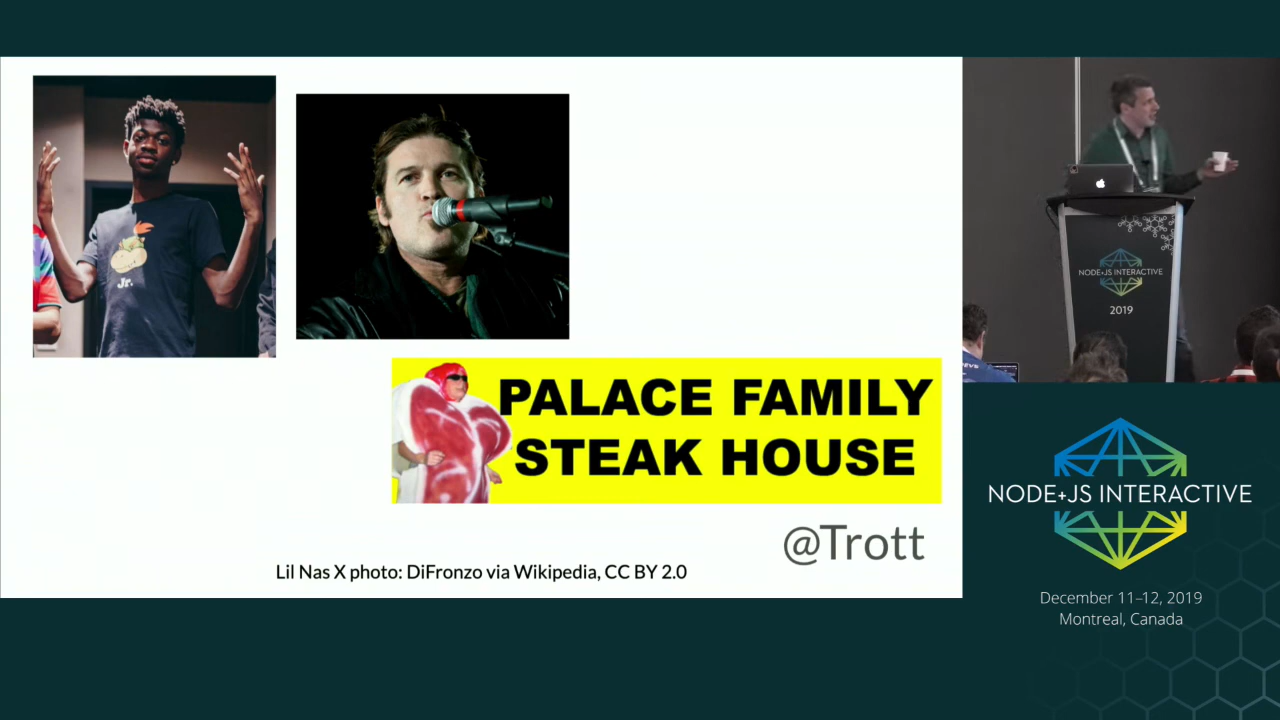 Jr.
PALACE FAMILY
STEAK HOUSE
@Trott
Lil Nas X photo: DiFronzo via Wikipedia, CC BY 2.0
NODE+JS INTERACTIVE
2019
NODE+JS INTERACTIVE
December 11–12, 2019
Montreal, Canada